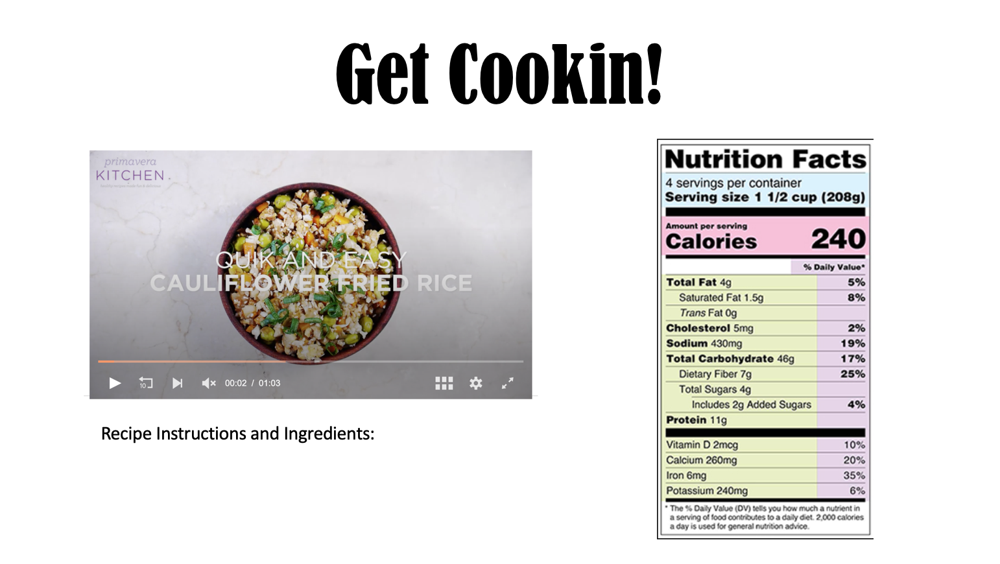 Get Cookin!
primavera
KITCHEN
QUIK AND EASY
CAULIFLOWER FRIED RICE
10
00:02 / 01:03
Recipe Instructions and Ingredients:
Nutrition Facts
4 servings per container
Serving size 1 1/2 cup (208g)
Amount per serving
Calories 240
% Daily Value*
Total Fat 4g 5%
Saturated Fat 1.5g 8%
Trans Fat 0g
Cholesterol 5mg 2%
Sodium 430mg 19%
Total Carbohydrate 46g 17%
Dietary Fiber 7g 25%
Total Sugars 4g
Includes 2g Added Sugars 4%
Protein 11g
Vitamin D 2mcg 10%
Calcium 260mg 20%
Iron 6mg 35%
Potassium 240mg 6%
* The % Daily Value (DV) tells you how much a nutrient in
a serving of food contributes to a daily diet. 2,000 calories
a day is used for general nutrition advice.